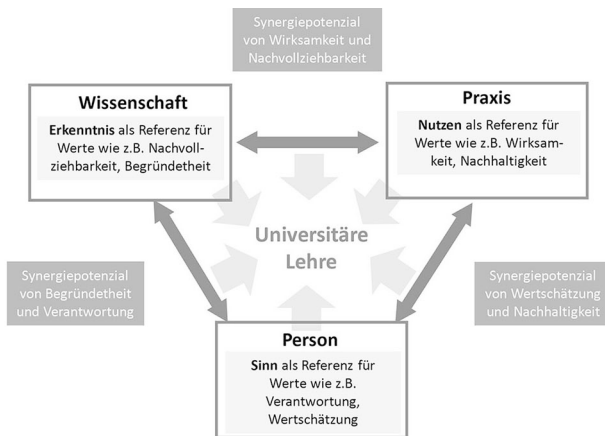 Synergiepotenzial
von Wirksamkeit und
Nachvollziehbarkeit
Wissenschaft
Erkenntnis als Referenz für
Werte wie z.B. Nachvoll-
ziehbarkeit, Begründetheit
Praxis
Nutzen als Referenz für
Werte wie z.B. Wirksam-
keit, Nachhaltigkeit
Universitäre
Lehre
Synergiepotenzial
von Begründetheit
und Verantwortung
Synergiepotenzial
von Wertschätzung
und Nachhaltigkeit
Person
Sinn als Referenz für
Werte wie z.B.
Verantwortung,
Wertschätzung